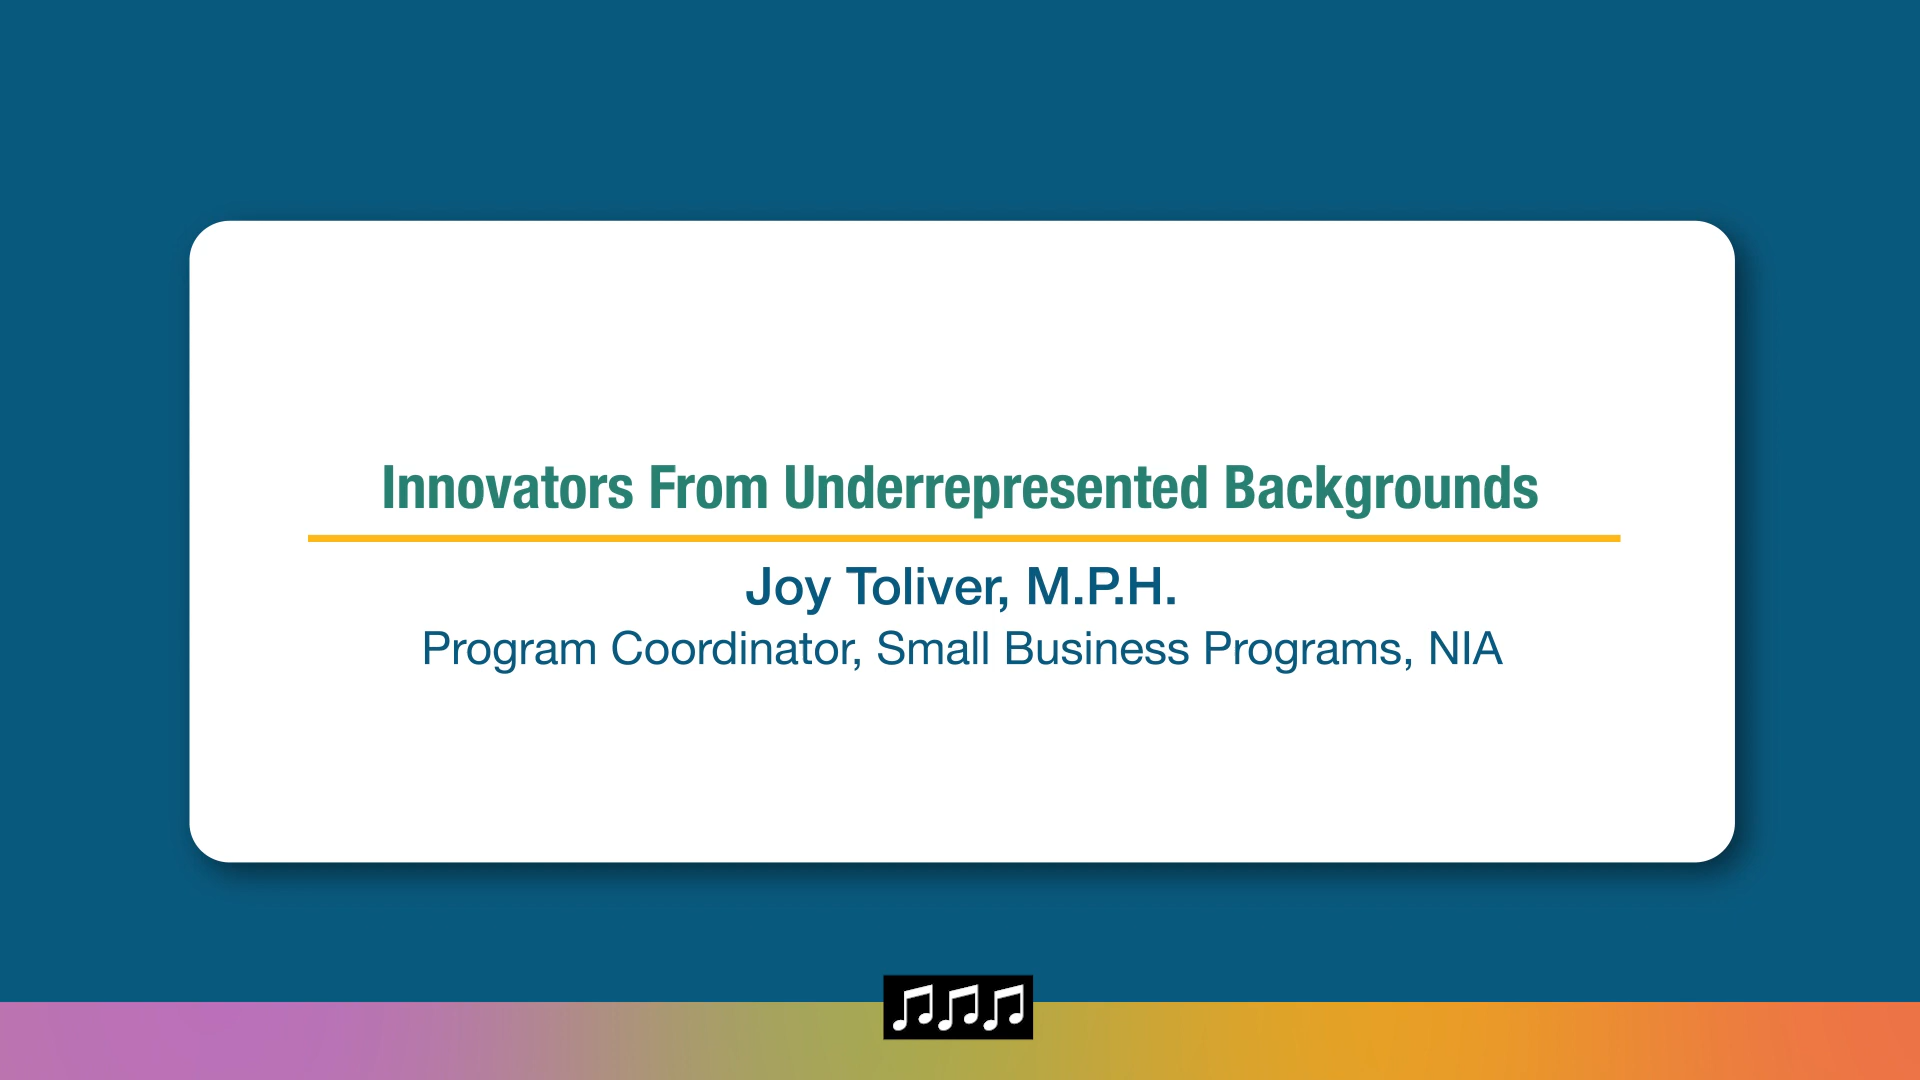 Innovators From Underrepresented Backgrounds
Joy Toliver, M.P.H.
Program Coordinator, Small Business Programs, NIA
♫♫♫